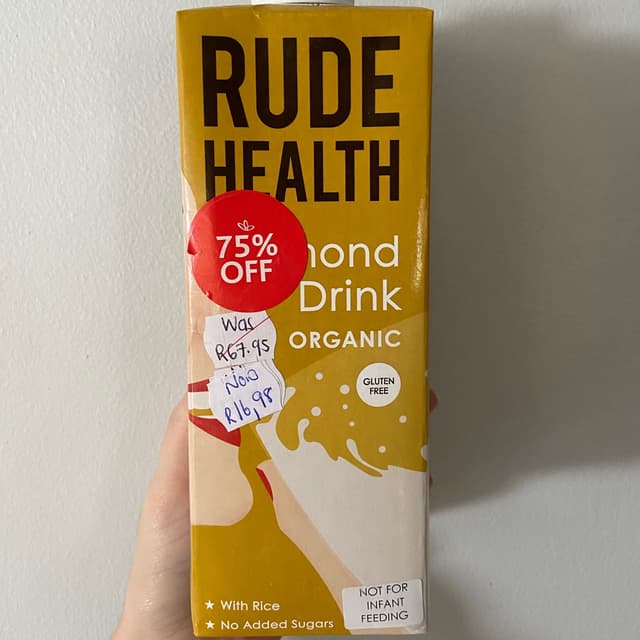 RUDE
HEALTH
75%
OFF
mond
Drink
ORGANIC
Was
R67.95
Now
R16,98
GLUTEN
FREE
★ With Rice
★ No Added Sugars
NOT FOR
INFANT
FEEDING